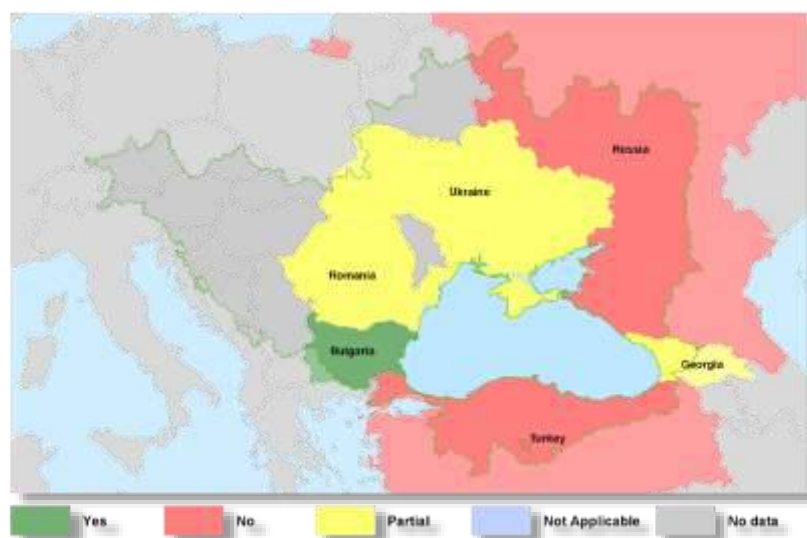 Russia
Ukraine
Romania
Bulgaria
Georgia
Turkey
Yes No Partial Not Applicable No data